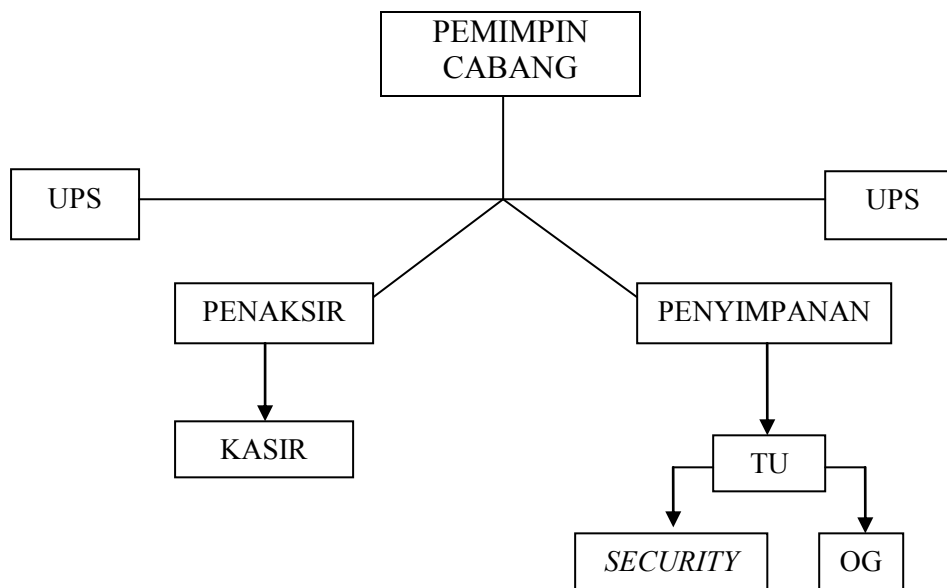 PEMIMPIN
CABANG
UPS
UPS
PENAKSIR
PENYIMPANAN
KASIR
TU
SECURITY
OG